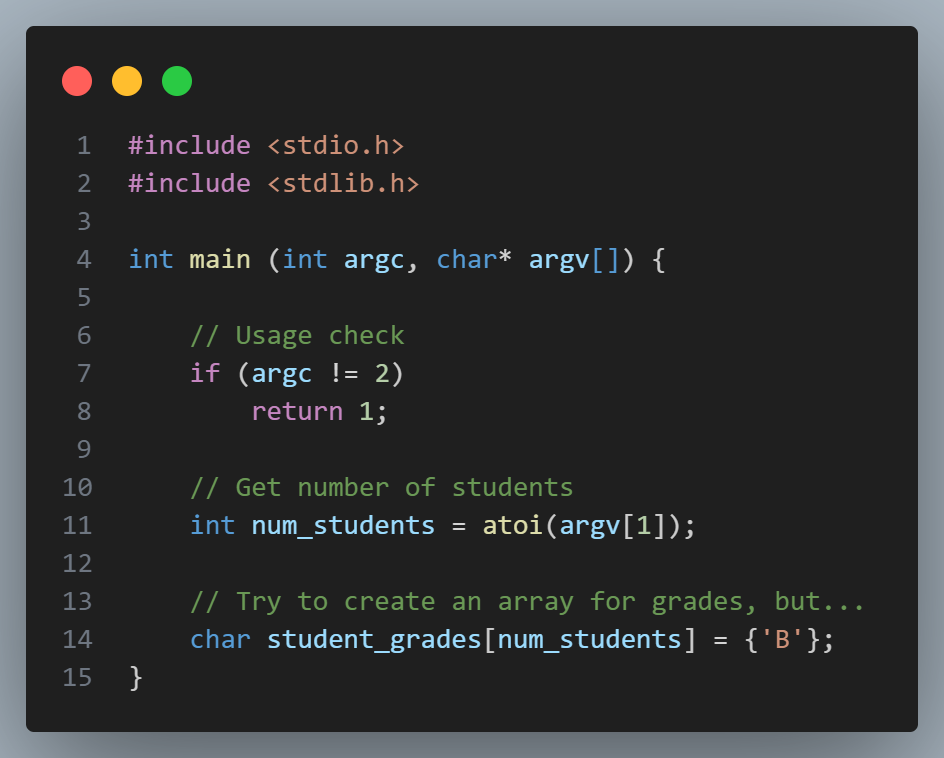 1 #include <stdio.h>
2 #include <stdlib.h>
3
4 int main (int argc, char* argv[]) {
5
6     // Usage check
7     if (argc != 2)
8         return 1;
9
10     // Get number of students
11     int num_students = atoi(argv[1]);
12
13     // Try to create an array for grades, but...
14     char student_grades[num_students] = {'B'};
15 }